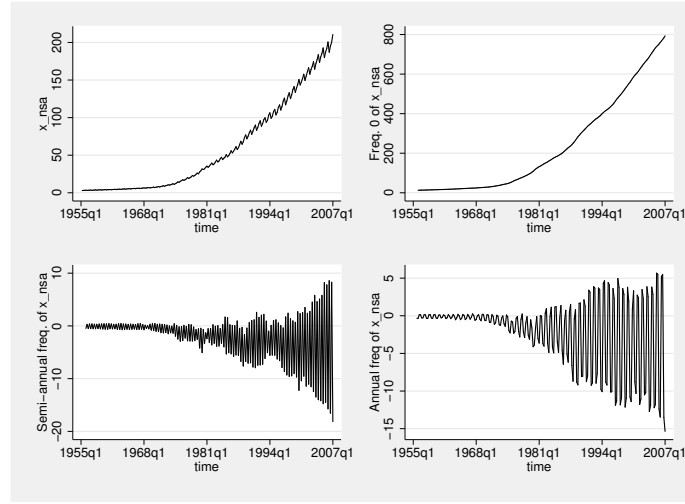 x_nsa
200
150
100
50
0
1955q1 1968q1 1981q1 1994q1 2007q1
time
Freq. 0 of x_nsa
800
600
400
200
0
1955q1 1968q1 1981q1 1994q1 2007q1
time
Semi−annual freq. of x_nsa
10
0
−10
−20
1955q1 1968q1 1981q1 1994q1 2007q1
time
Annual freq of x_nsa
5
0
−5
−10
−15
1955q1 1968q1 1981q1 1994q1 2007q1
time